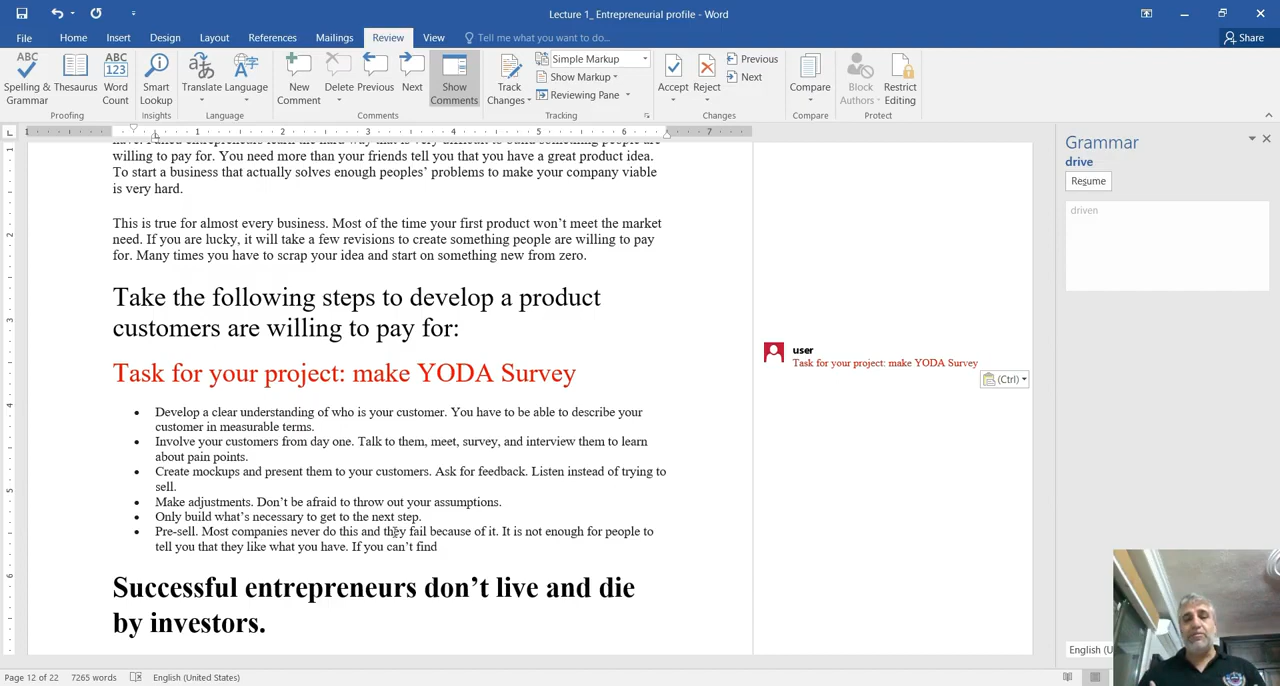 Lecture 1_ Entrepreneurial profile - Word
File Home Insert Design Layout References Mailings Review View Tell me what you want to do... Share
ABC ABC 123
Spelling & Grammar Thesaurus Word Count Smart Lookup Translate Language New Comment Delete Previous Next Show Comments Track Changes Simple Markup Show Markup Reviewing Pane Accept Reject Previous Next Compare Block Authors Restrict Editing
Proofing Insights Language Comments Tracking Changes Compare Protect
1 1 2 3 4 5 6 7
willing to pay for. You need more than your friends tell you that you have a great product idea.
To start a business that actually solves enough peoples' problems to make your company viable
is very hard.
This is true for almost every business. Most of the time your first product won't meet the market
need. If you are lucky, it will take a few revisions to create something people are willing to pay
for. Many times you have to scrap your idea and start on something new from zero.
Take the following steps to develop a product
customers are willing to pay for:
Task for your project: make YODA Survey
• Develop a clear understanding of who is your customer. You have to be able to describe your
customer in measurable terms.
• Involve your customers from day one. Talk to them, meet, survey, and interview them to learn
about pain points.
• Create mockups and present them to your customers. Ask for feedback. Listen instead of trying to
sell.
• Make adjustments. Don't be afraid to throw out your assumptions.
• Only build what's necessary to get to the next step.
• Pre-sell. Most companies never do this and they fail because of it. It is not enough for people to
tell you that they like what you have. If you can't find
Successful entrepreneurs don't live and die
by investors.
user
Task for your project: make YODA Survey
(Ctrl)
Grammar
drive
Resume
driven
English (U
Page 12 of 22 7265 words English (United States)